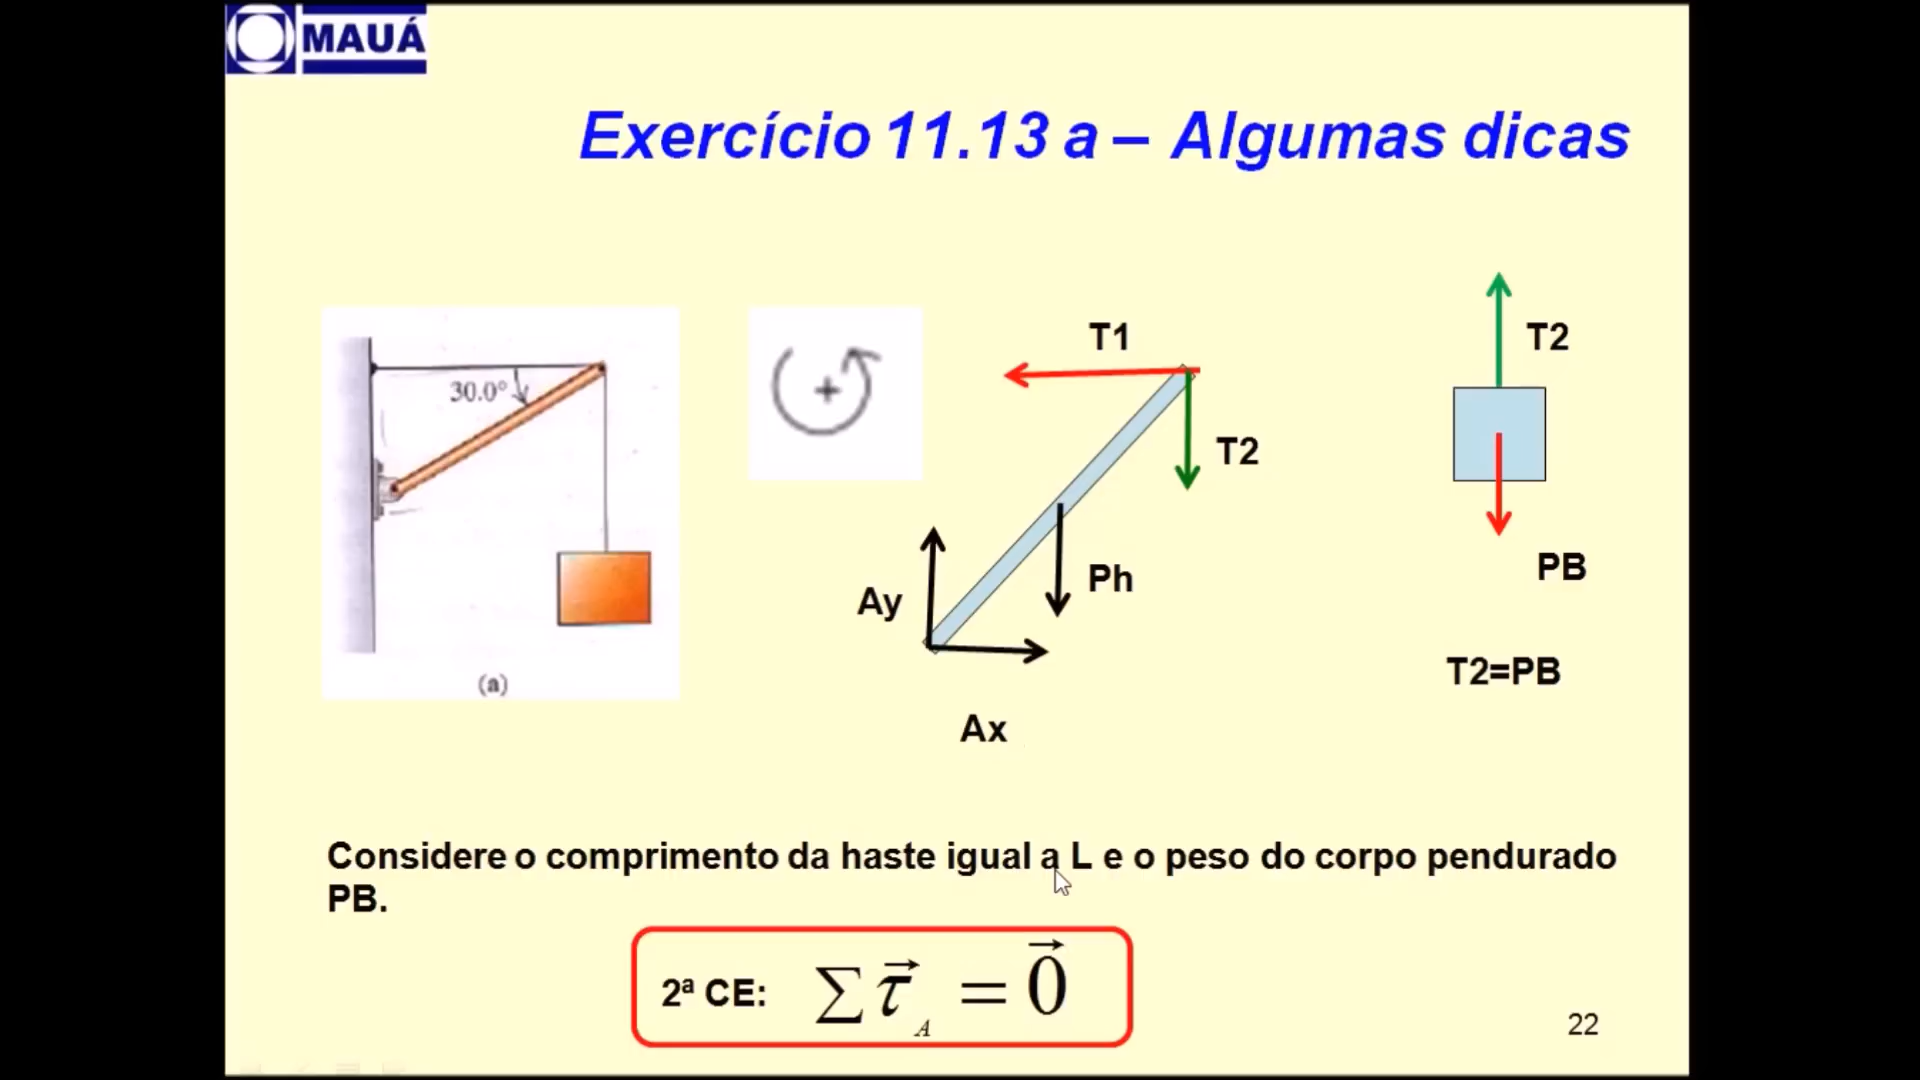 MAUÁ
Exercício 11.13 a – Algumas dicas
30.0°
(a)
+
T1
T2
Ph
Ay
Ax
T2
PB
T2=PB
Considere o comprimento da haste igual a L e o peso do corpo pendurado
PB.
2ª CE: ∑ τ⃗_A = 0⃗
22